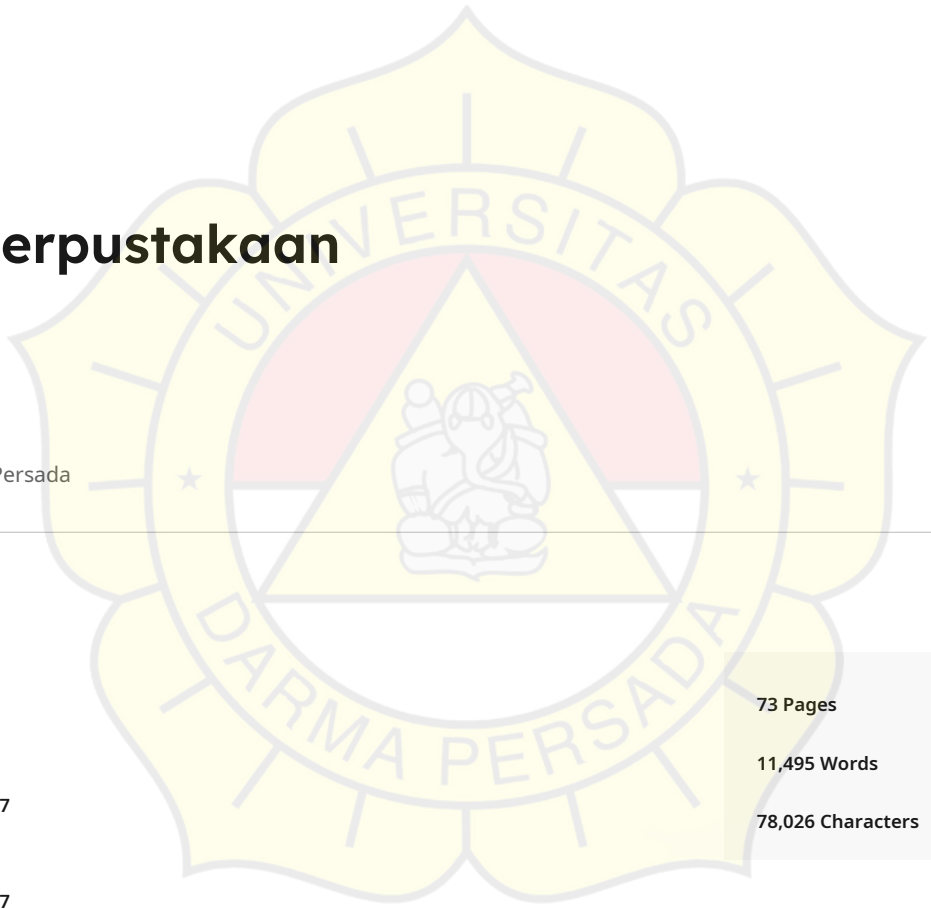 erpustakaan
UNIVERSITAS
Persada
DARMA PERSADA
73 Pages
11,495 Words
7
78,026 Characters
7